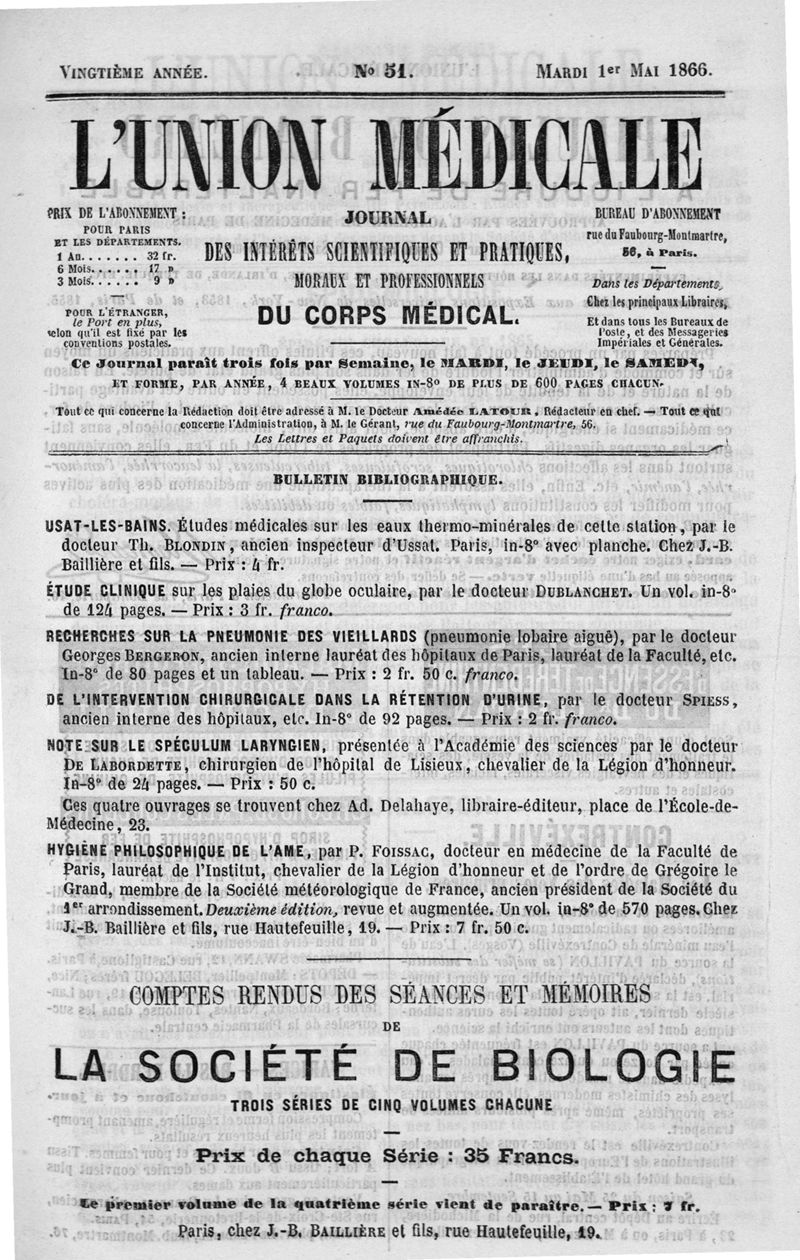 VINGTIÈME ANNÉE. No 51. MARDI 1er MAI 1866.
L'UNION MÉDICALE
PRIX DE L'ABONNEMENT :
POUR PARIS
ET LES DÉPARTEMENTS.
1 An....... 32 fr.
6 Mois...... 17 »
3 Mois...... 9 »
POUR L'ÉTRANGER,
le Port en plus,
selon qu'il est fixé par les
conventions postales.
JOURNAL
DES INTÉRÊTS SCIENTIFIQUES ET PRATIQUES,
MORAUX ET PROFESSIONNELS
DU CORPS MÉDICAL.
BUREAU D'ABONNEMENT
rue du Faubourg-Montmartre,
56, à Paris.
Dans les Départements,
Chez les principaux Libraires,
Et dans tous les Bureaux de
Poste, et des Messageries
Impériales et Générales.
Ce Journal paraît trois fois par Semaine, le MARDI, le JEUDI, le SAMEDI,
ET FORME, PAR ANNÉE, 4 BEAUX VOLUMES IN-8o DE PLUS DE 600 PAGES CHACUN.
Tout ce qui concerne la Rédaction doit être adressé à M. le Docteur Amédée LATOUR, Rédacteur en chef. — Tout ce qui
concerne l'Administration, à M. le Gérant, rue du Faubourg-Montmartre, 56.
Les Lettres et Paquets doivent être affranchis.
BULLETIN BIBLIOGRAPHIQUE.
USAT-LES-BAINS. Études médicales sur les eaux thermo-minérales de cette station, par le
docteur Th. BLONDIN, ancien inspecteur d'Ussat. Paris, in-8° avec planche. Chez J.-B.
Baillière et fils. — Prix : 4 fr.
ÉTUDE CLINIQUE sur les plaies du globe oculaire, par le docteur DUBLANCHET. Un vol. in-8°
de 124 pages. — Prix : 3 fr. franco.
RECHERCHES SUR LA PNEUMONIE DES VIEILLARDS (pneumonie lobaire aiguë), par le docteur
Georges BERGERON, ancien interne lauréat des hôpitaux de Paris, lauréat de la Faculté, etc.
In-8° de 80 pages et un tableau. — Prix : 2 fr. 50 c. franco.
DE L'INTERVENTION CHIRURGICALE DANS LA RÉTENTION D'URINE, par le docteur SPIESS,
ancien interne des hôpitaux, etc. In-8° de 92 pages. — Prix : 2 fr. franco.
NOTE SUR LE SPÉCULUM LARYNGIEN, présentée à l'Académie des sciences par le docteur
DE LABORDETTE, chirurgien de l'hôpital de Lisieux, chevalier de la Légion d'honneur.
In-8° de 24 pages. — Prix : 50 c.
Ces quatre ouvrages se trouvent chez Ad. Delahaye, libraire-éditeur, place de l'École-de-
Médecine, 23.
HYGIÈNE PHILOSOPHIQUE DE L'AME, par P. FOISSAC, docteur en médecine de la Faculté de
Paris, lauréat de l'Institut, chevalier de la Légion d'honneur et de l'ordre de Grégoire le
Grand, membre de la Société météorologique de France, ancien président de la Société du
1er arrondissement. Deuxième édition, revue et augmentée. Un vol. in-8° de 570 pages. Chez
J.-B. Baillière et fils, rue Hautefeuille, 19. — Prix : 7 fr. 50 c.
COMPTES RENDUS DES SÉANCES ET MÉMOIRES
DE
LA SOCIÉTÉ DE BIOLOGIE
TROIS SÉRIES DE CINQ VOLUMES CHACUNE
Prix de chaque Série : 35 Francs.
Le premier volume de la quatrième série vient de paraître. — Prix : 7 fr.
Paris, chez J.-B. BAILLIÈRE et fils, rue Hautefeuille, 19.